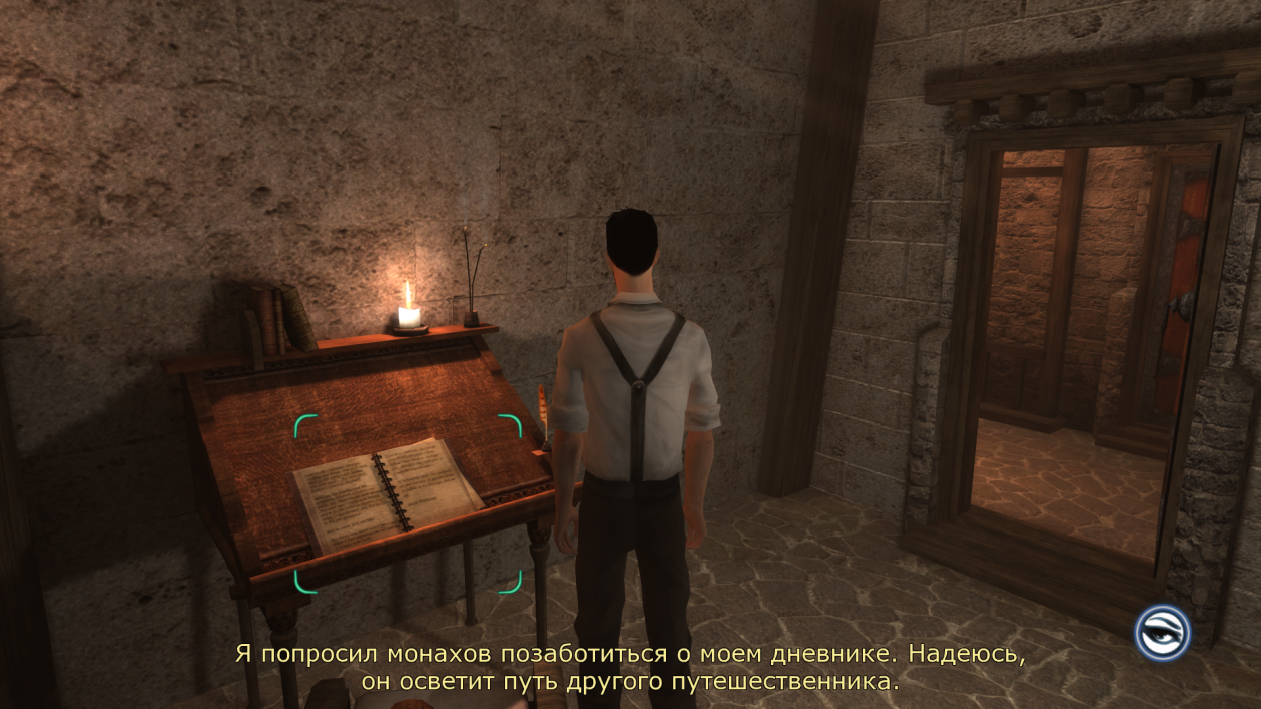 Я попросил монахов позаботиться о моем дневнике. Надеюсь,
он осветит путь другого путешественника.